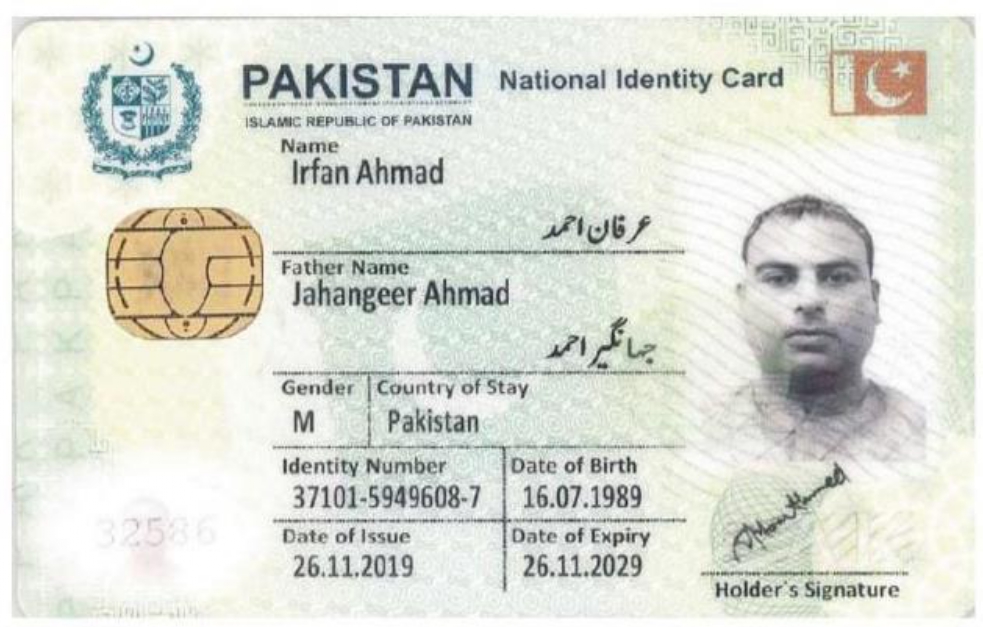 PAKISTAN National Identity Card
ISLAMIC REPUBLIC OF PAKISTAN
Name
Irfan Ahmad
عرفان احمد
Father Name
Jahangeer Ahmad
جہانگیر احمد
Gender Country of Stay
M Pakistan
Identity Number Date of Birth
37101-5949608-7 16.07.1989
Date of Issue Date of Expiry
26.11.2019 26.11.2029
32586
Holder's Signature